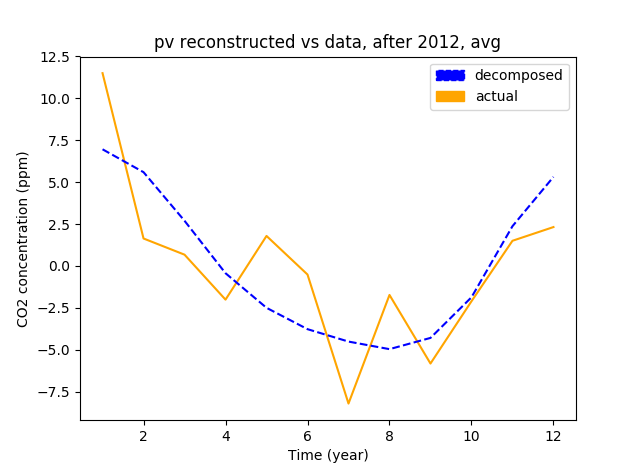 pv reconstructed vs data, after 2012, avg
12.5
10.0
7.5
5.0
2.5
0.0
−2.5
−5.0
−7.5
CO2 concentration (ppm)
decomposed
actual
2 4 6 8 10 12
Time (year)